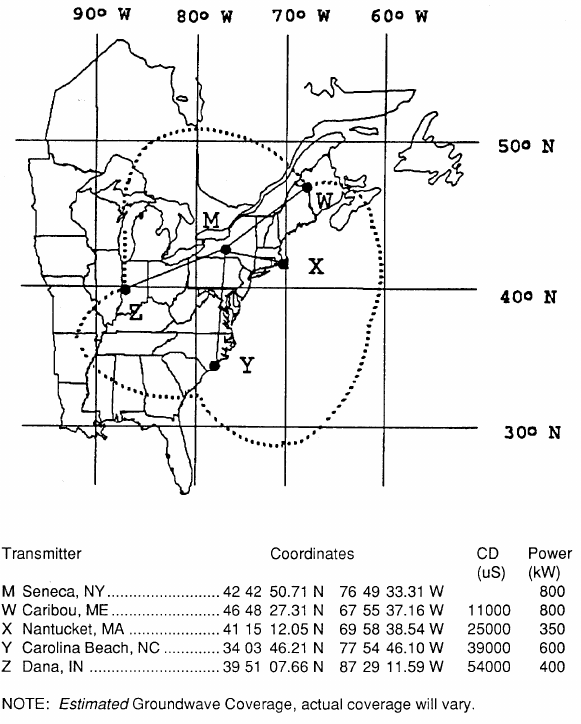 90° W 80° W 70° W 60° W
50° N
M
W
X
40° N
Z
Y
30° N
Transmitter Coordinates CD Power
(uS) (kW)
M Seneca, NY.......................... 42 42 50.71 N 76 49 33.31 W 800
W Caribou, ME......................... 46 48 27.31 N 67 55 37.16 W 11000 800
X Nantucket, MA ..................... 41 15 12.05 N 69 58 38.54 W 25000 350
Y Carolina Beach, NC .............. 34 03 46.21 N 77 54 46.10 W 39000 600
Z Dana, IN .............................. 39 51 07.66 N 87 29 11.59 W 54000 400
NOTE: Estimated Groundwave Coverage, actual coverage will vary.